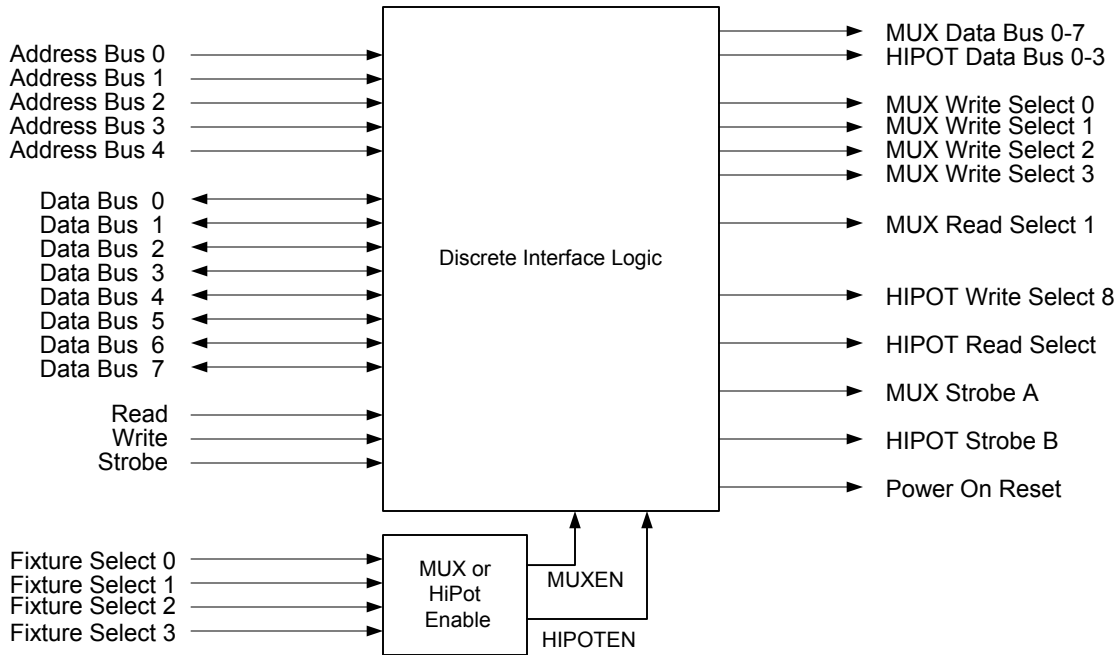 Address Bus 0
Address Bus 1
Address Bus 2
Address Bus 3
Address Bus 4
Data Bus 0
Data Bus 1
Data Bus 2
Data Bus 3
Data Bus 4
Data Bus 5
Data Bus 6
Data Bus 7
Read
Write
Strobe
Fixture Select 0
Fixture Select 1
Fixture Select 2
Fixture Select 3
Discrete Interface Logic
MUX or
HiPot
Enable
MUXEN
HIPOTEN
MUX Data Bus 0-7
HIPOT Data Bus 0-3
MUX Write Select 0
MUX Write Select 1
MUX Write Select 2
MUX Write Select 3
MUX Read Select 1
HIPOT Write Select 8
HIPOT Read Select
MUX Strobe A
HIPOT Strobe B
Power On Reset